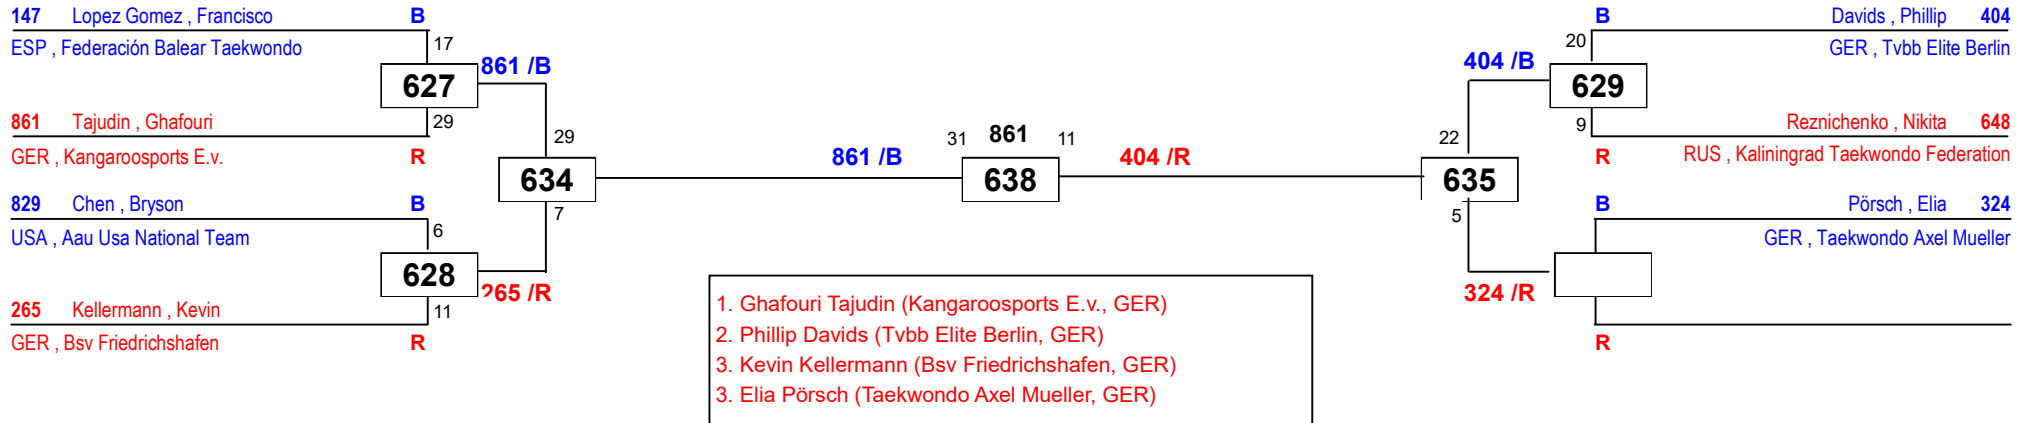 147 Lopez Gomez , Francisco B
ESP , Federación Balear Taekwondo
17
627
861 /B
861 Tajudin , Ghafouri
29
GER , Kangaroosports E.v. R
29
634
7
829 Chen , Bryson B
USA , Aau Usa National Team
6
628
265 /R
265 Kellermann , Kevin
11
GER , Bsv Friedrichshafen R
861 /B
31 861 11
638
404 /R
B Davids , Phillip 404
20
GER , Tvbb Elite Berlin
404 /B
629
9
Reznichenko , Nikita 648
R RUS , Kaliningrad Taekwondo Federation
22
635
5
B Pörsch , Elia 324
GER , Taekwondo Axel Mueller
324 /R
R
1. Ghafouri Tajudin (Kangaroosports E.v., GER)
2. Phillip Davids (Tvbb Elite Berlin, GER)
3. Kevin Kellermann (Bsv Friedrichshafen, GER)
3. Elia Pörsch (Taekwondo Axel Mueller, GER)